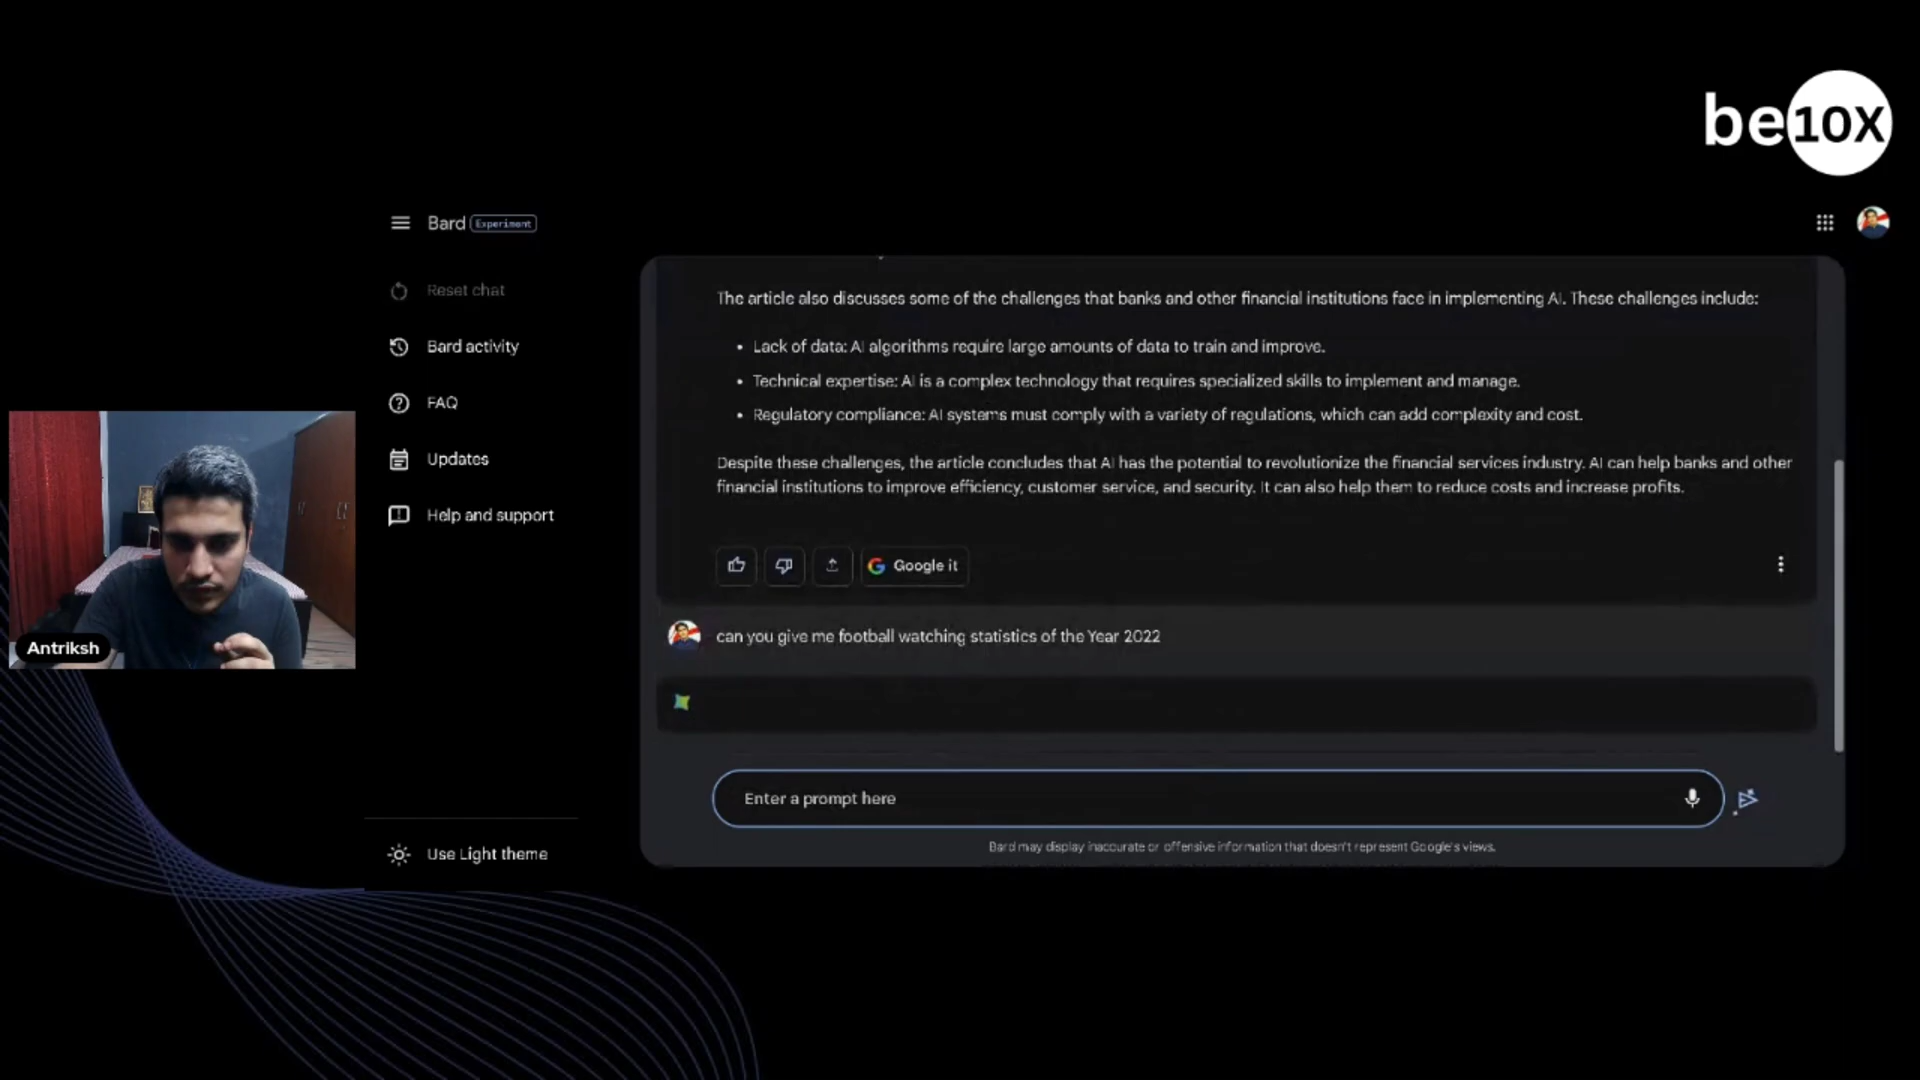 be10X
Bard Experiment
Reset chat
Bard activity
FAQ
Updates
Help and support
Use Light theme
Antriksh
The article also discusses some of the challenges that banks and other financial institutions face in implementing AI. These challenges include:
• Lack of data: AI algorithms require large amounts of data to train and improve.
• Technical expertise: AI is a complex technology that requires specialized skills to implement and manage.
• Regulatory compliance: AI systems must comply with a variety of regulations, which can add complexity and cost.
Despite these challenges, the article concludes that AI has the potential to revolutionize the financial services industry. AI can help banks and other
financial institutions to improve efficiency, customer service, and security. It can also help them to reduce costs and increase profits.
Google it
can you give me football watching statistics of the Year 2022
Enter a prompt here
Bard may display inaccurate or offensive information that doesn't represent Google's views.